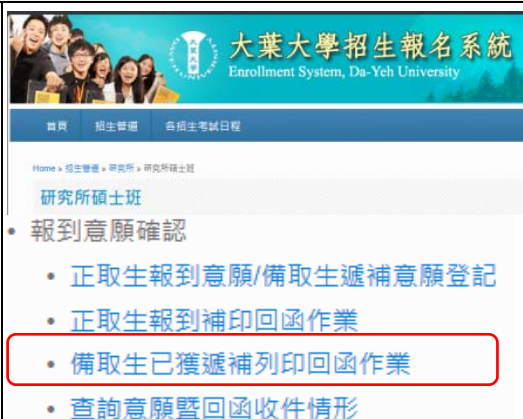 大葉大學招生報名系統
Enrollment System, Da-Yeh University
首頁 招生管道 各招生考試日程
Home » 招生管道 » 研究所 » 研究所碩士班
研究所碩士班
• 報到意願確認
• 正取生報到意願/備取生遞補意願登記
• 正取生報到補印回函作業
• 備取生已獲遞補列印回函作業
• 查詢意願暨回函收件情形